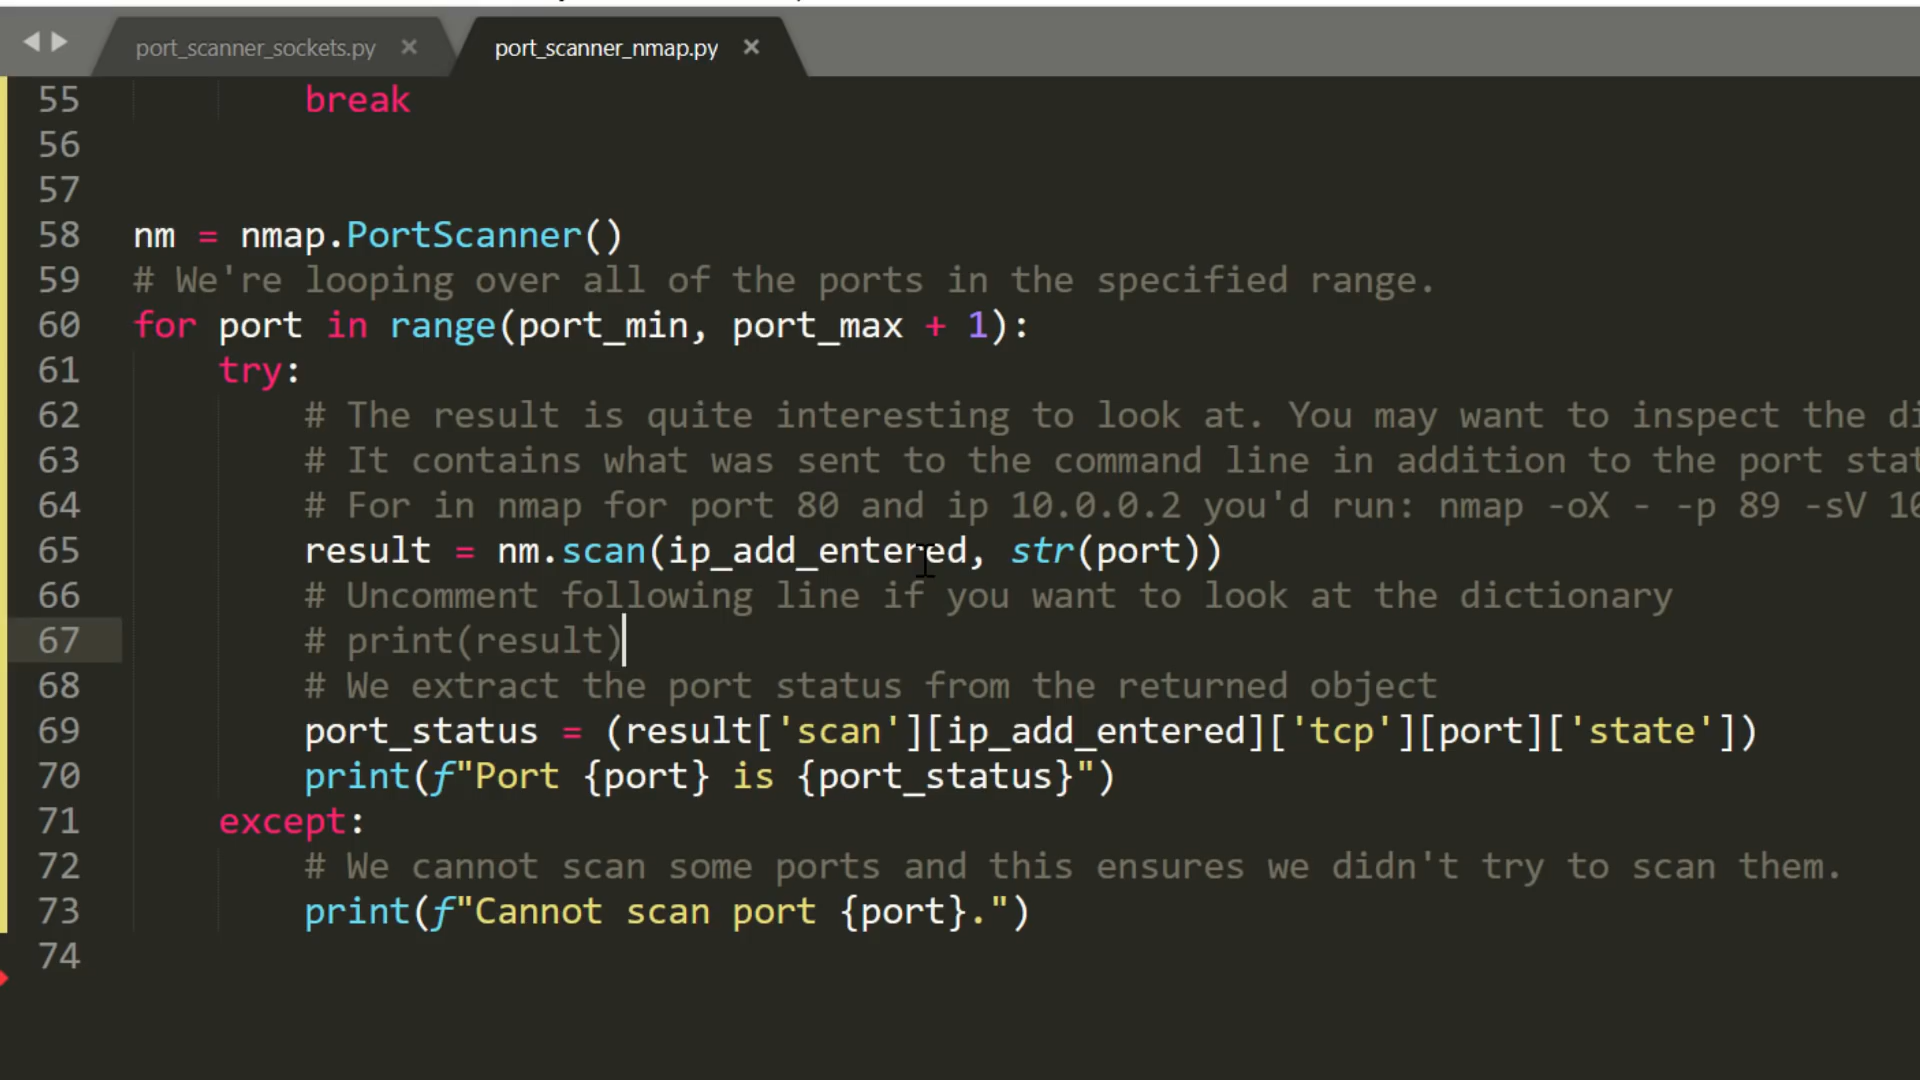 port_scanner_sockets.py × port_scanner_nmap.py ×
55 break
56
57
58 nm = nmap.PortScanner()
59 # We're looping over all of the ports in the specified range.
60 for port in range(port_min, port_max + 1):
61 try:
62 # The result is quite interesting to look at. You may want to inspect the di
63 # It contains what was sent to the command line in addition to the port stat
64 # For in nmap for port 80 and ip 10.0.0.2 you'd run: nmap -oX - -p 89 -sV 10
65 result = nm.scan(ip_add_entered, str(port))
66 # Uncomment following line if you want to look at the dictionary
67 # print(result)
68 # We extract the port status from the returned object
69 port_status = (result['scan'][ip_add_entered]['tcp'][port]['state'])
70 print(f"Port {port} is {port_status}")
71 except:
72 # We cannot scan some ports and this ensures we didn't try to scan them.
73 print(f"Cannot scan port {port}.")
74